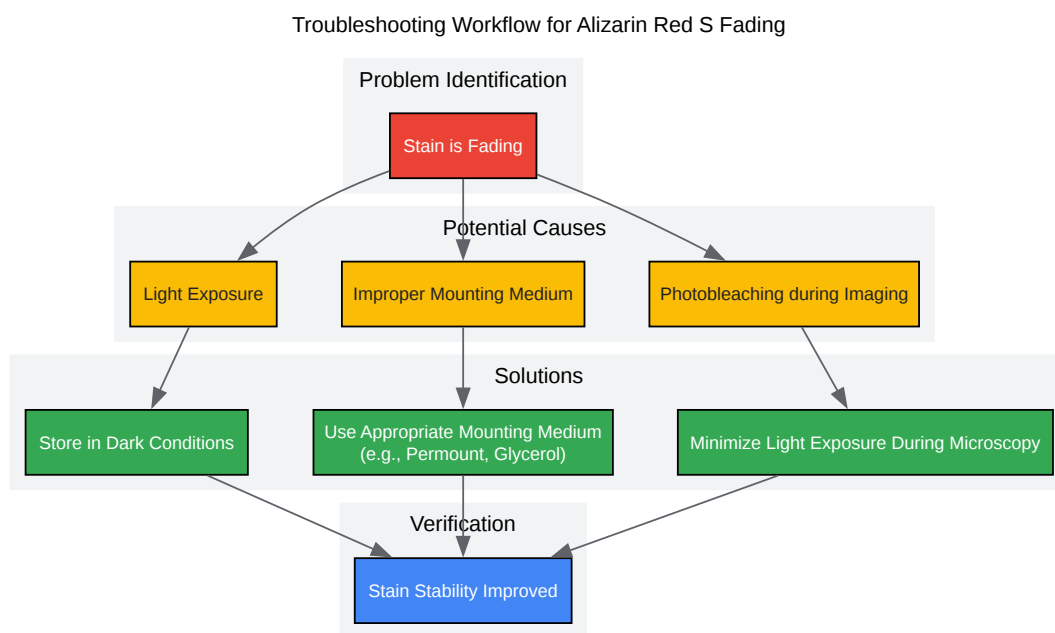 Troubleshooting Workflow for Alizarin Red S Fading
Problem Identification
Stain is Fading
Potential Causes
Light Exposure
Improper Mounting Medium
Photobleaching during Imaging
Solutions
Store in Dark Conditions
Use Appropriate Mounting Medium
(e.g., Permount, Glycerol)
Minimize Light Exposure During Microscopy
Verification
Stain Stability Improved